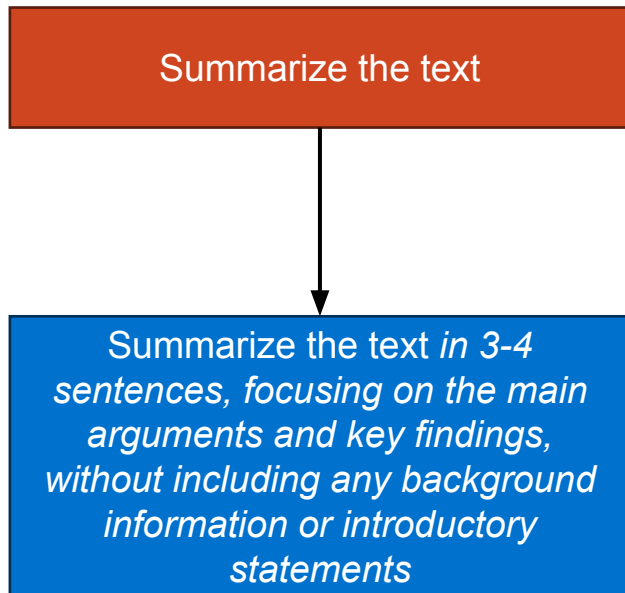 Summarize the text
Summarize the text in 3-4
sentences, focusing on the main
arguments and key findings,
without including any background
information or introductory
statements